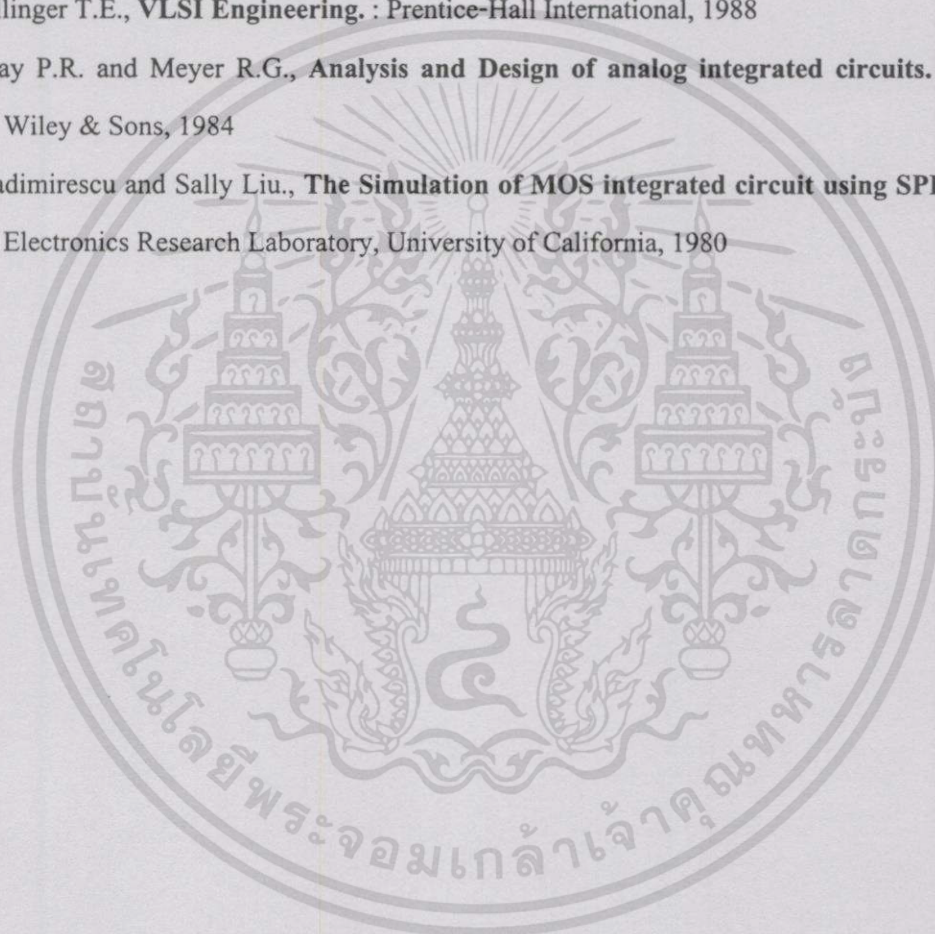 llinger T.E., VLSI Engineering. : Prentice-Hall International, 1988
ay P.R. and Meyer R.G., Analysis and Design of analog integrated circuits.
Wiley & Sons, 1984
adimirescu and Sally Liu., The Simulation of MOS integrated circuit using SPI
Electronics Research Laboratory, University of California, 1980
สถาบันเทคโนโลยีพระจอมเกล้าเจ้าคุณทหารลาดกระบัง